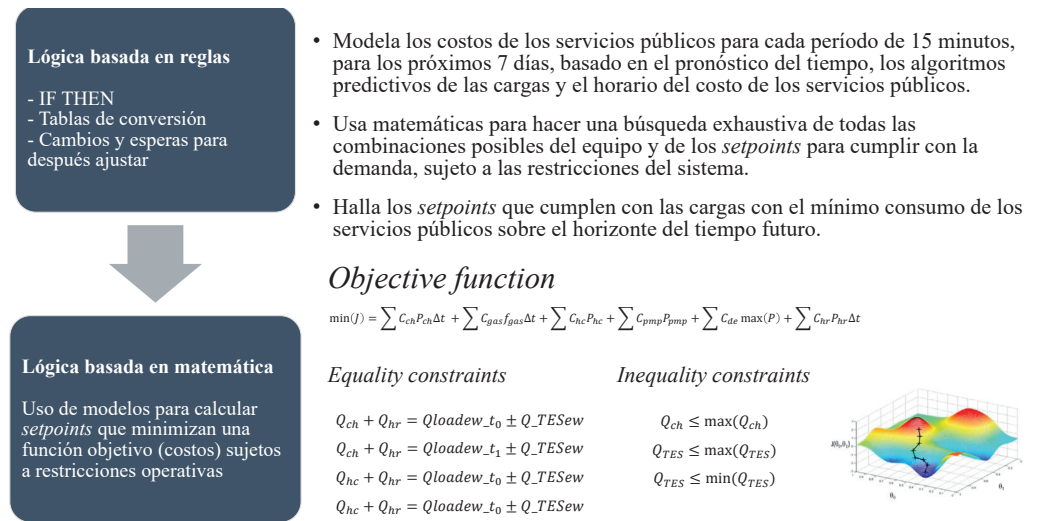 Lógica basada en reglas
- IF THEN
- Tablas de conversión
- Cambios y esperas para
después ajustar
• Modela los costos de los servicios públicos para cada período de 15 minutos,
para los próximos 7 días, basado en el pronóstico del tiempo, los algoritmos
predictivos de las cargas y el horario del costo de los servicios públicos.
• Usa matemáticas para hacer una búsqueda exhaustiva de todas las
combinaciones posibles del equipo y de los setpoints para cumplir con la
demanda, sujeto a las restricciones del sistema.
• Halla los setpoints que cumplen con las cargas con el mínimo consumo de los
servicios públicos sobre el horizonte del tiempo futuro.
Lógica basada en matemática
Uso de modelos para calcular
setpoints que minimizan una
función objetivo (costos) sujetos
a restricciones operativas
Objective function
min(J) = ∑ C_ch P_ch Δt + ∑ C_gas f_gas Δt + ∑ C_hc P_hc + ∑ C_pmp P_pmp + ∑ C_de max(P) + ∑ C_hr P_hr Δt
Equality constraints
Q_ch + Q_hr = Qloadew_t₀ ± Q_TESew
Q_ch + Q_hr = Qloadew_t₁ ± Q_TESew
Q_hc + Q_hr = Qloadew_t₀ ± Q_TESew
Q_hc + Q_hr = Qloadew_t₀ ± Q_TESew
Inequality constraints
Q_ch ≤ max(Q_ch)
Q_TES ≤ max(Q_TES)
Q_TES ≤ min(Q_TES)
J(θ₀,θ₁)
θ₀
θ₁